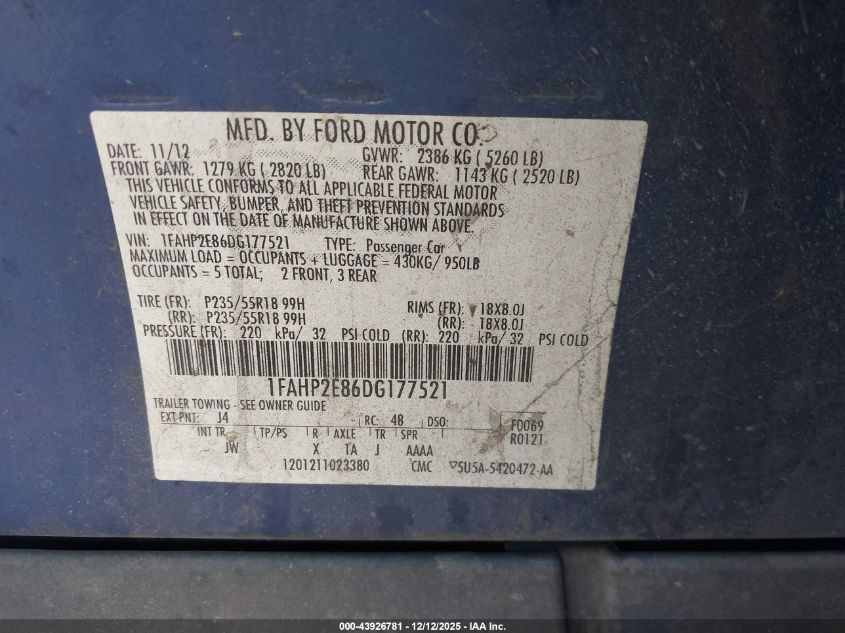 MFD. BY FORD MOTOR CO.
DATE: 11/12 GVWR: 2386 KG ( 5260 LB)
FRONT GAWR: 1279 KG ( 2820 LB) REAR GAWR: 1143 KG ( 2520 LB)
THIS VEHICLE CONFORMS TO ALL APPLICABLE FEDERAL MOTOR
VEHICLE SAFETY, BUMPER, AND THEFT PREVENTION STANDARDS
IN EFFECT ON THE DATE OF MANUFACTURE SHOWN ABOVE.
VIN: 1FAHP2E86DG177521 TYPE: Passenger Car
MAXIMUM LOAD = OCCUPANTS + LUGGAGE = 430KG/ 950LB
OCCUPANTS = 5 TOTAL; 2 FRONT, 3 REAR
TIRE (FR): P235/55R18 99H RIMS (FR): 18X8.0J
(RR): P235/55R18 99H (RR): 18X8.0J
PRESSURE (FR): 220 kPa/ 32 PSI COLD (RR): 220 kPa/ 32 PSI COLD
1FAHP2E86DG177521
TRAILER TOWING - SEE OWNER GUIDE
EXT PNT: J4 RC: 48 DSO: F0069
R0121
INT TR TP/PS R AXLE TR SPR
JW X TA J AAAA
1201211023380 CMC 5U5A-5420472-AA
000-43926781 - 12/12/2025 - IAA Inc.